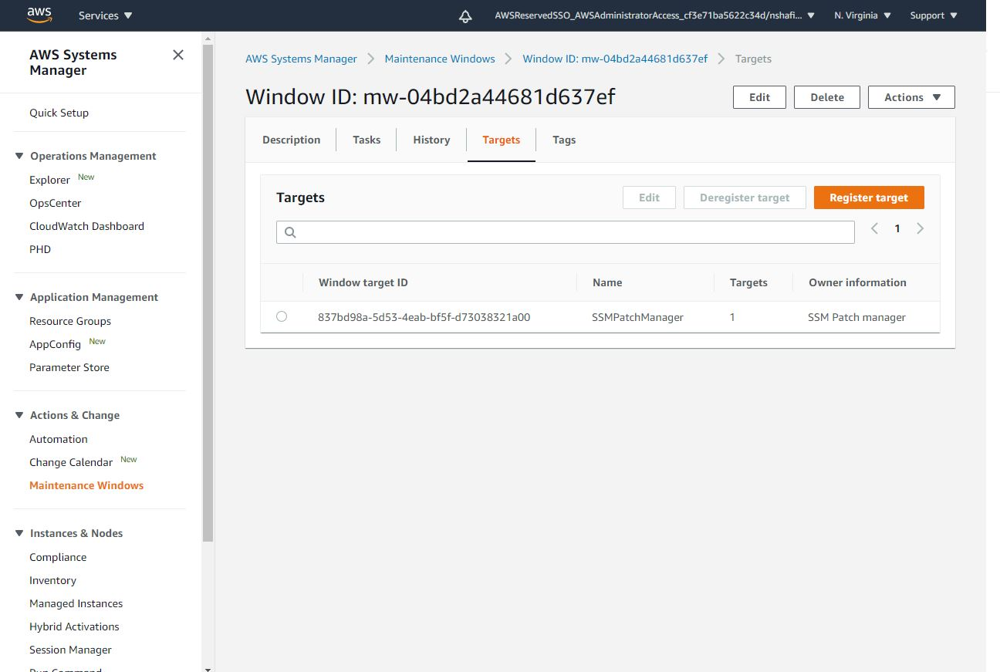 aws
Services
AWSReservedSSO_AWSAdministratorAccess_cf3e71ba5622c34d/nshafi...
N. Virginia
Support
AWS Systems
Manager
Quick Setup
Operations Management
Explorer New
OpsCenter
CloudWatch Dashboard
PHD
Application Management
Resource Groups
AppConfig New
Parameter Store
Actions & Change
Automation
Change Calendar New
Maintenance Windows
Instances & Nodes
Compliance
Inventory
Managed Instances
Hybrid Activations
Session Manager
Run Command
AWS Systems Manager
Maintenance Windows
Window ID: mw-04bd2a44681d637ef
Targets
Window ID: mw-04bd2a44681d637ef
Edit
Delete
Actions
Description
Tasks
History
Targets
Tags
Targets
Edit
Deregister target
Register target
1
Window target ID Name Targets Owner information
837bd98a-5d53-4eab-bf5f-d73038321a00 SSMPatchManager 1 SSM Patch manager